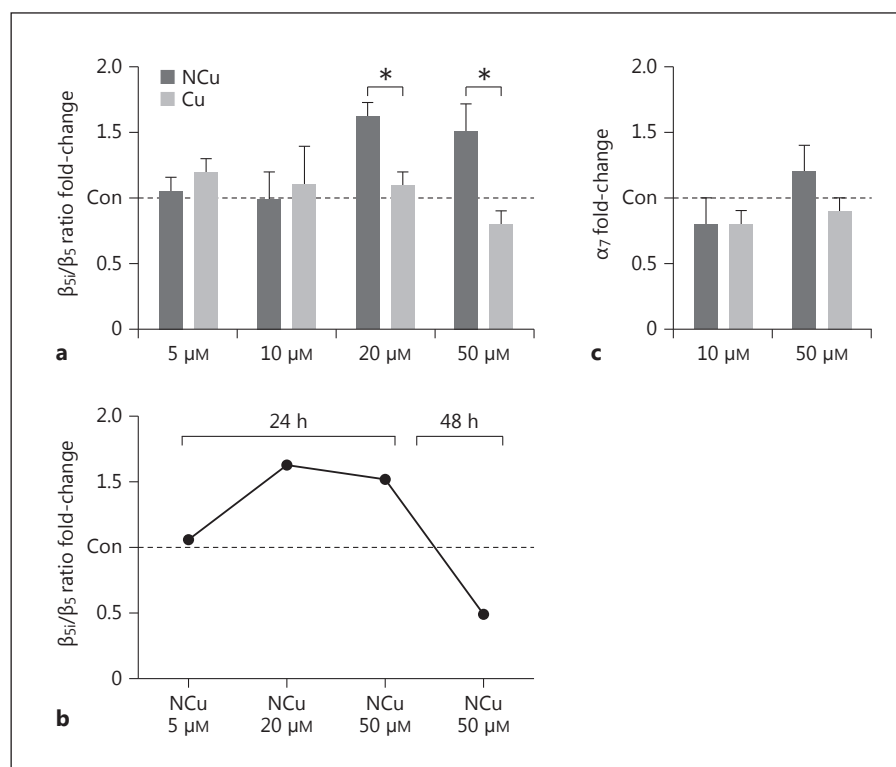 2.0
1.5
Con
0.5
0
β5i/β5 ratio fold-change
NCu
Cu
*
*
5 µM
10 µM
20 µM
50 µM
a
2.0
1.5
Con
0.5
0
α7 fold-change
10 µM
50 µM
c
2.0
1.5
Con
0.5
0
β5i/β5 ratio fold-change
24 h
48 h
NCu
5 µM
NCu
20 µM
NCu
50 µM
NCu
50 µM
b